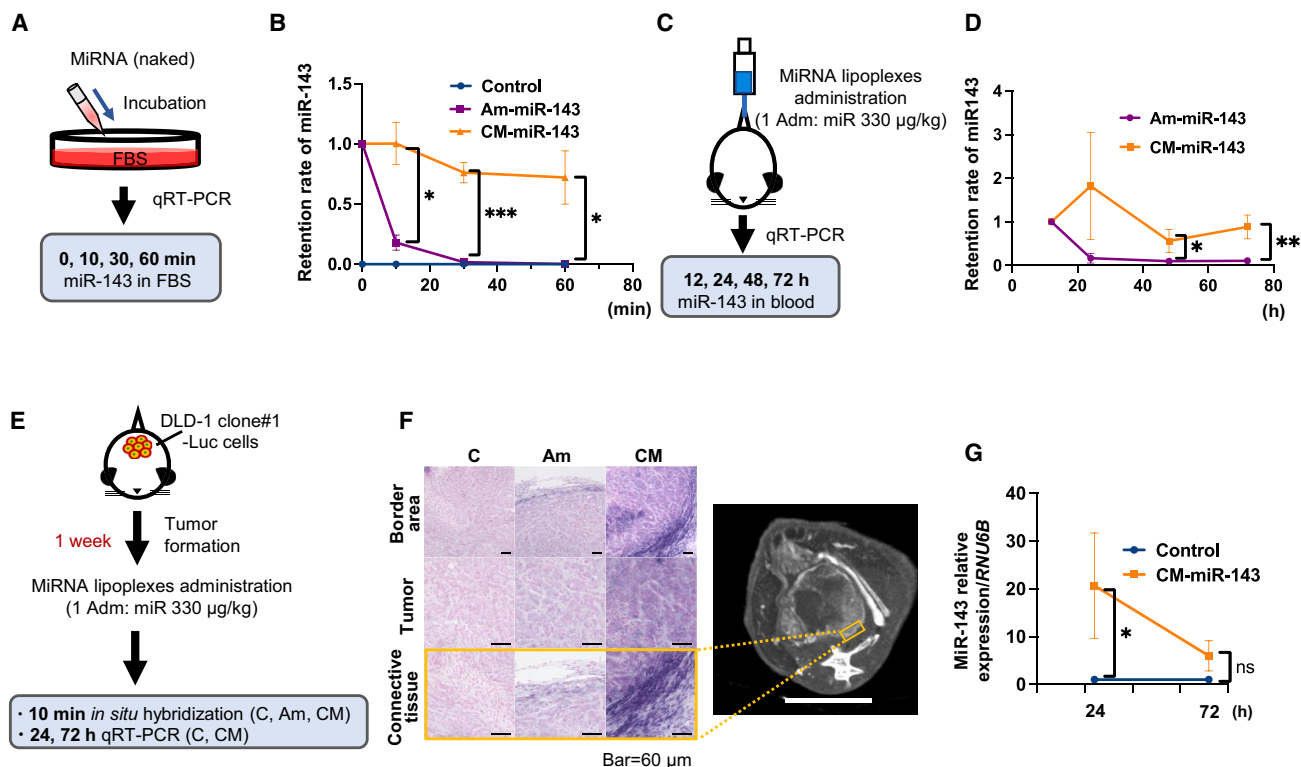 A
MiRNA (naked)
Incubation
FBS
qRT-PCR
0, 10, 30, 60 min
miR-143 in FBS
B
Retention rate of miR-143
1.5
1.0
0.5
0.0
0
20
40
60
80
(min)
Control
Am-miR-143
CM-miR-143
*
***
*
C
MiRNA lipoplexes
administration
(1 Adm: miR 330 µg/kg)
qRT-PCR
12, 24, 48, 72 h
miR-143 in blood
D
Retention rate of miR143
4
3
2
1
0
0
20
40
60
80
(h)
Am-miR-143
CM-miR-143
*
**
E
DLD-1 clone#1
-Luc cells
1 week
Tumor
formation
MiRNA lipoplexes administration
(1 Adm: miR 330 µg/kg)
· 10 min in situ hybridization (C, Am, CM)
· 24, 72 h qRT-PCR (C, CM)
F
C
Am
CM
Border
area
Tumor
Connective
tissue
Bar=60 µm
G
MiR-143 relative
expression/RNU6B
40
30
20
10
0
24
72
(h)
Control
CM-miR-143
*
ns